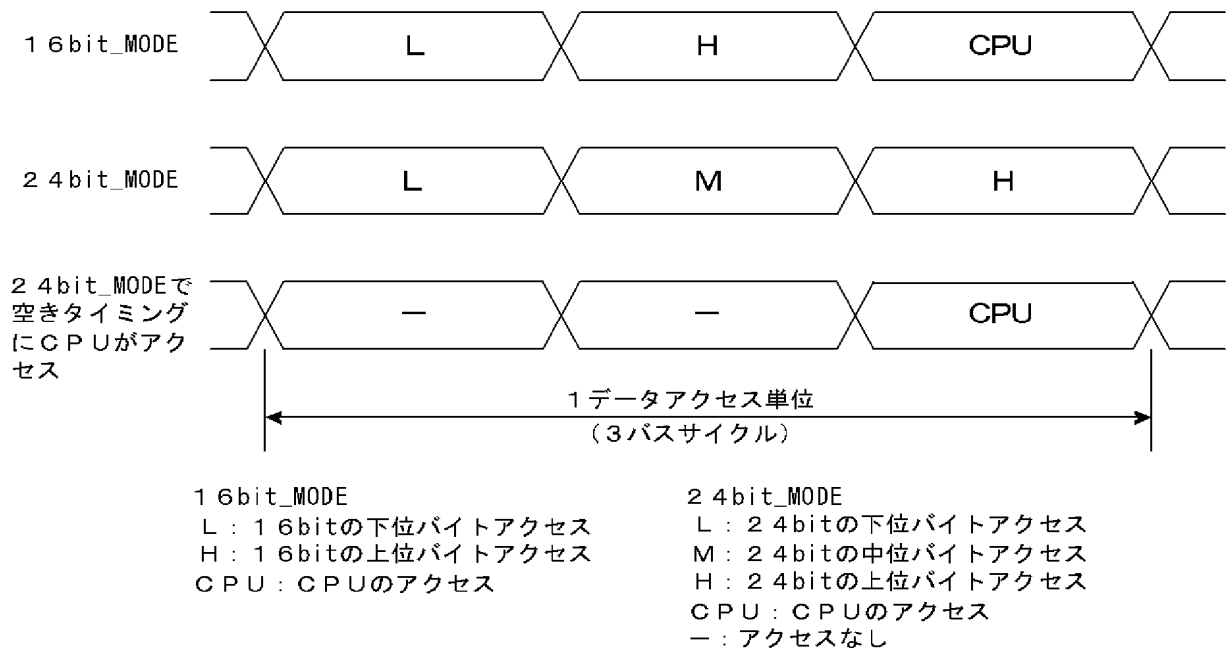 １６bit_MODE
L
H
CPU
２４bit_MODE
L
M
H
２４bit_MODEで
空きタイミング
にＣＰＵがアク
セス
－
－
CPU
１データアクセス単位
（３バスサイクル）
１６bit_MODE
Ｌ：１６bitの下位バイトアクセス
Ｈ：１６bitの上位バイトアクセス
ＣＰＵ：ＣＰＵのアクセス
２４bit_MODE
Ｌ：２４bitの下位バイトアクセス
Ｍ：２４bitの中位バイトアクセス
Ｈ：２４bitの上位バイトアクセス
ＣＰＵ：ＣＰＵのアクセス
－：アクセスなし